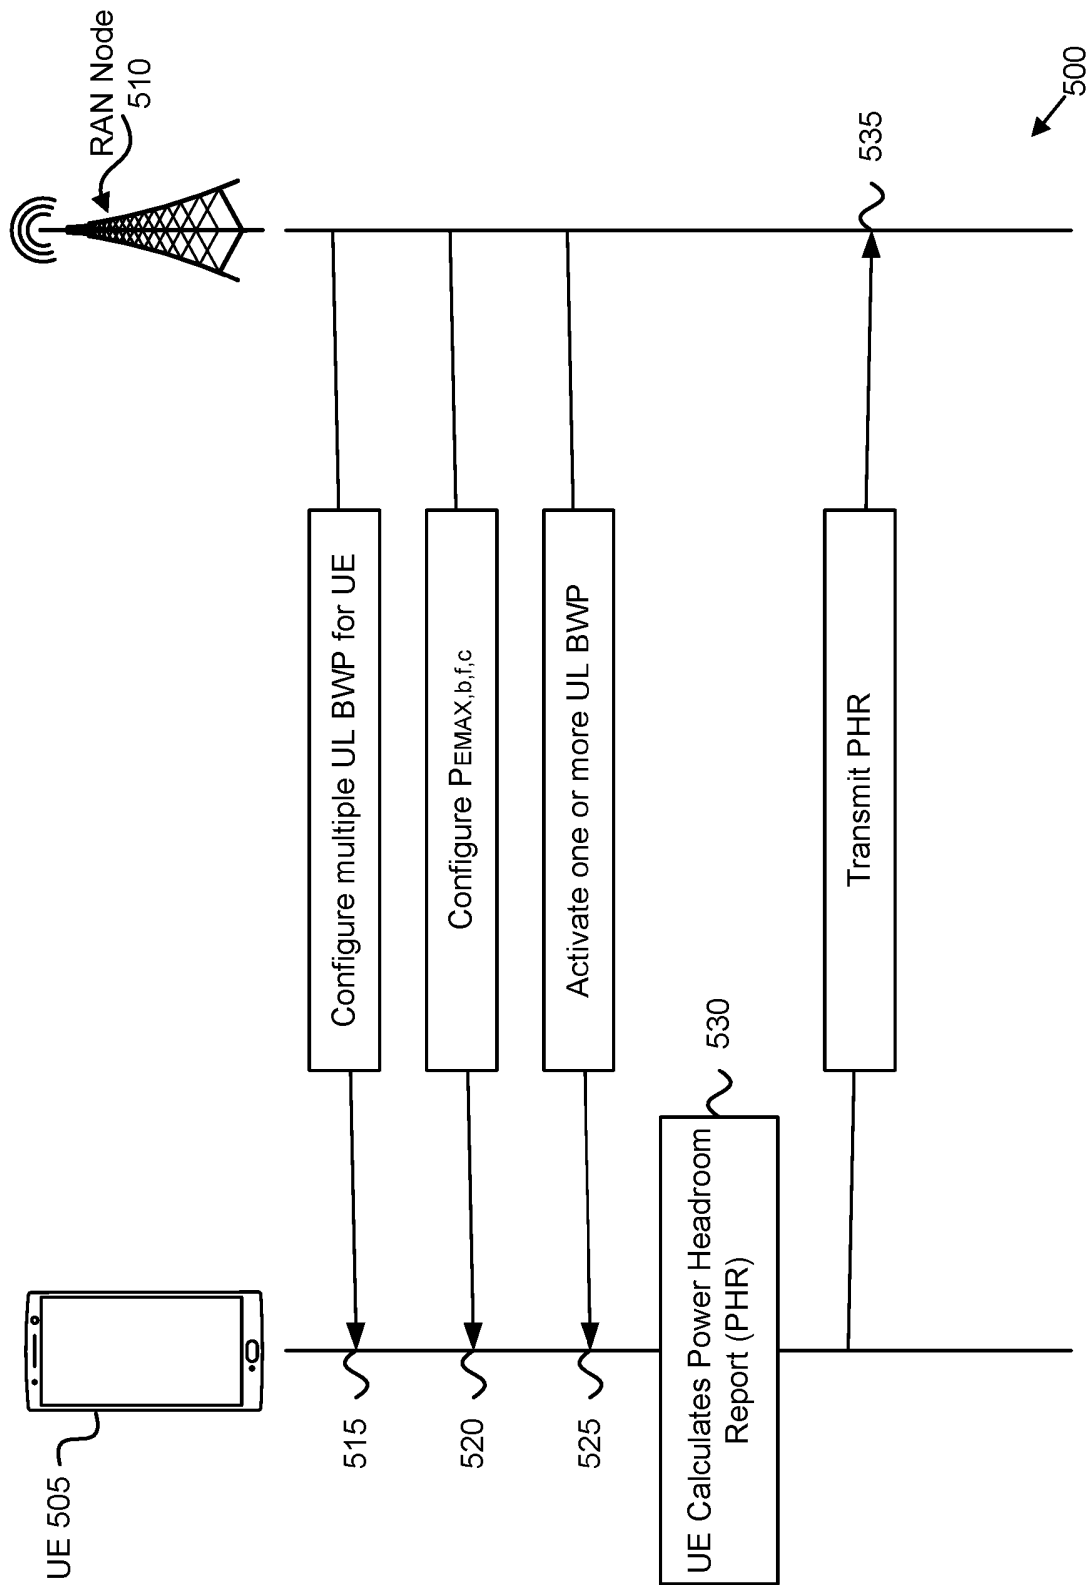 UE 505
RAN Node
510
Configure multiple UL BWP for UE
515
Configure PEMAX,b,f,c
520
Activate one or more UL BWP
525
UE Calculates Power Headroom
Report (PHR)
530
Transmit PHR
535
500